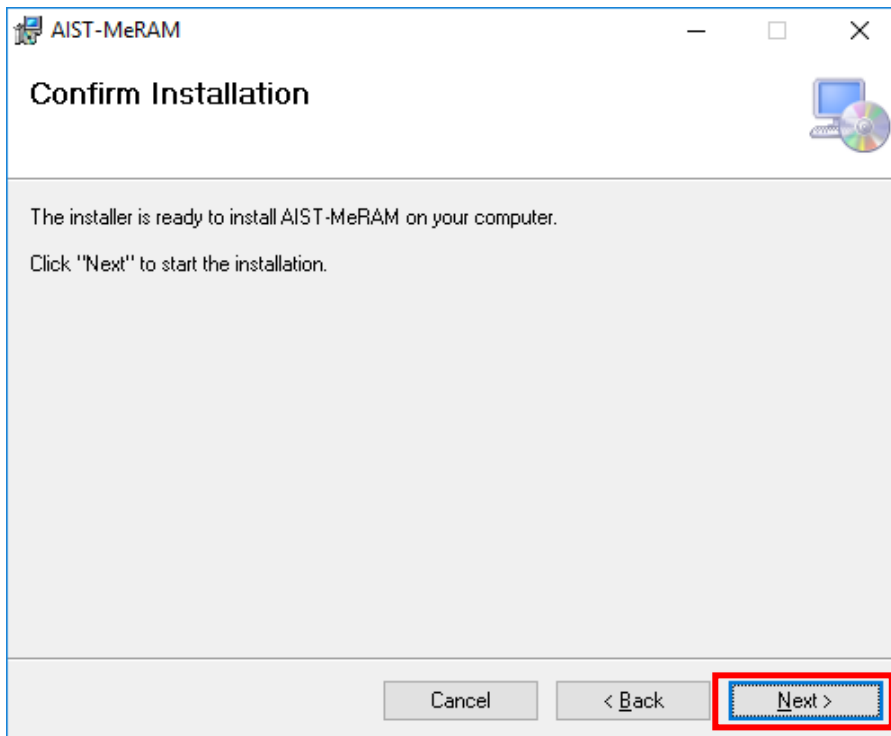 AIST-MeRAM
Confirm Installation
The installer is ready to install AIST-MeRAM on your computer.
Click "Next" to start the installation.
Cancel
< Back
Next >